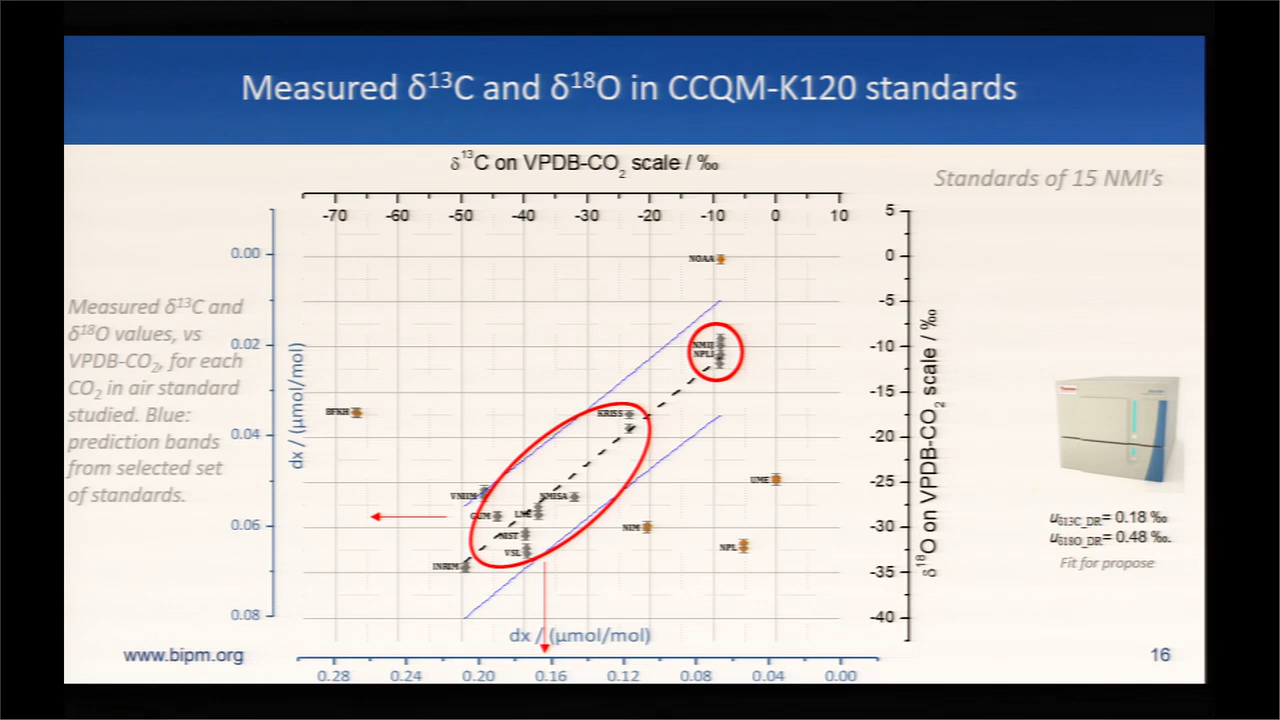 Measured δ¹³C and δ¹⁸O in CCQM-K120 standards
δ¹³C on VPDB-CO₂ scale / ‰
Standards of 15 NMI's
-70 -60 -50 -40 -30 -20 -10 0 10
5
0
-5
-10
-15
-20
-25
-30
-35
-40
δ¹⁸O on VPDB-CO₂ scale / ‰
0.00
0.02
0.04
0.06
0.08
dx / (μmol/mol)
Measured δ¹³C and
δ¹⁸O values, vs
VPDB-CO₂, for each
CO₂ in air standard
studied. Blue:
prediction bands
from selected set
of standards.
NOAA
NMIJ
NPLI
BFKH
KRISS
UME
VNIIM
NMISA
GUM
LNE
NIM
NIST
NPL
VSL
INRIM
Thermo
u_δ13C_DR= 0.18 ‰
u_δ18O_DR= 0.48 ‰.
Fit for propose
dx / (μmol/mol)
www.bipm.org
16
0.28 0.24 0.20 0.16 0.12 0.08 0.04 0.00